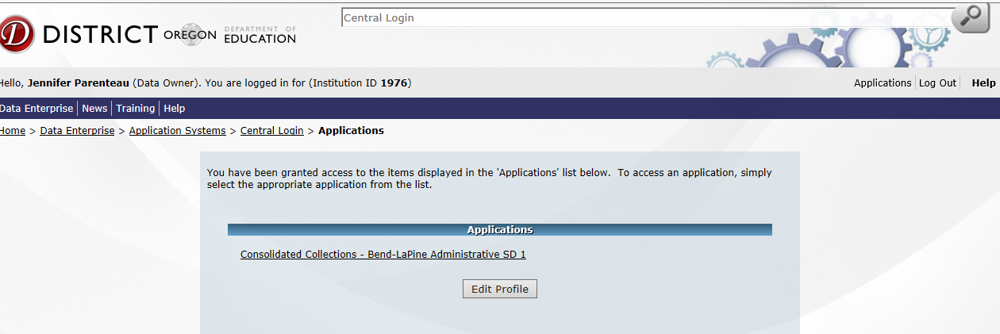 Central Login
D DISTRICT OREGON DEPARTMENT OF EDUCATION
Hello, Jennifer Parenteau (Data Owner). You are logged in for (Institution ID 1976)
Applications Log Out Help
Data Enterprise News Training Help
Home > Data Enterprise > Application Systems > Central Login > Applications
You have been granted access to the items displayed in the 'Applications' list below. To access an application, simply
select the appropriate application from the list.
Applications
Consolidated Collections - Bend-LaPine Administrative SD 1
Edit Profile